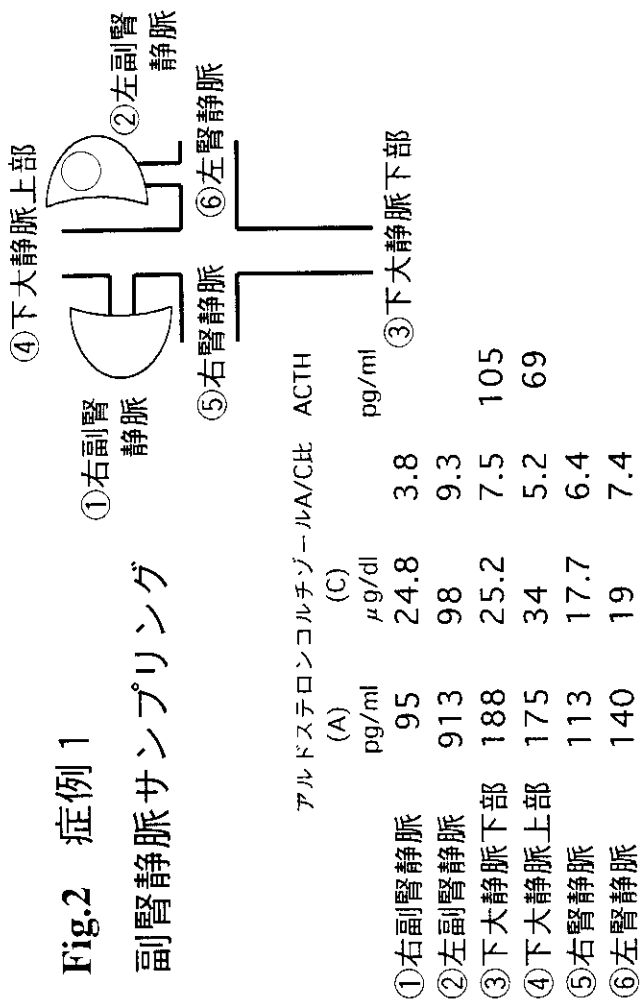 Fig.2 症例 1
副腎静脈サンプリング
④下大静脈上部
①右副腎
静脈
②左副腎
静脈
⑤右腎静脈
⑥左腎静脈
③下大静脈下部
アルドステロンコルチゾールA/C比 ACTH
(A) (C)
pg/ml μg/dl pg/ml
①右副腎静脈 95 24.8 3.8
②左副腎静脈 913 98 9.3
③下大静脈下部 188 25.2 7.5 105
④下大静脈上部 175 34 5.2 69
⑤右腎静脈 113 17.7 6.4
⑥左腎静脈 140 19 7.4